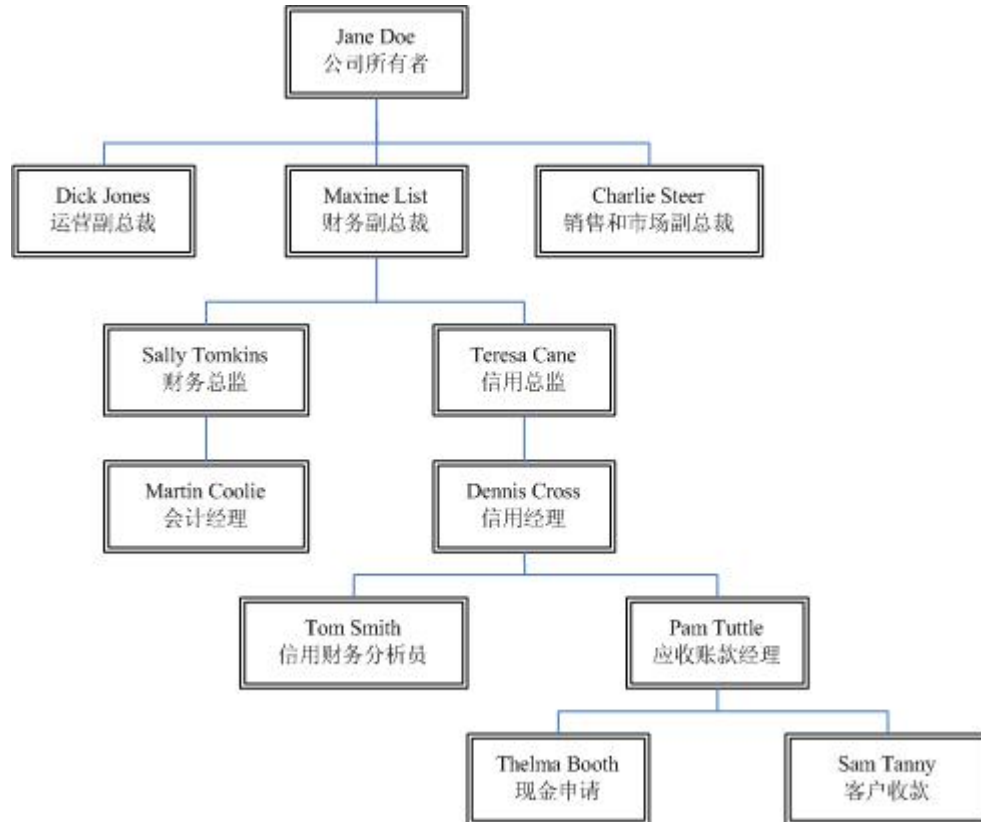 Jane Doe
公司所有者
Dick Jones
运营副总裁
Maxine List
财务副总裁
Charlie Steer
销售和市场副总裁
Sally Tomkins
财务总监
Teresa Cane
信用总监
Martin Coolie
会计经理
Dennis Cross
信用经理
Tom Smith
信用财务分析员
Pam Tuttle
应收账款经理
Thelma Booth
现金申请
Sam Tanny
客户收款